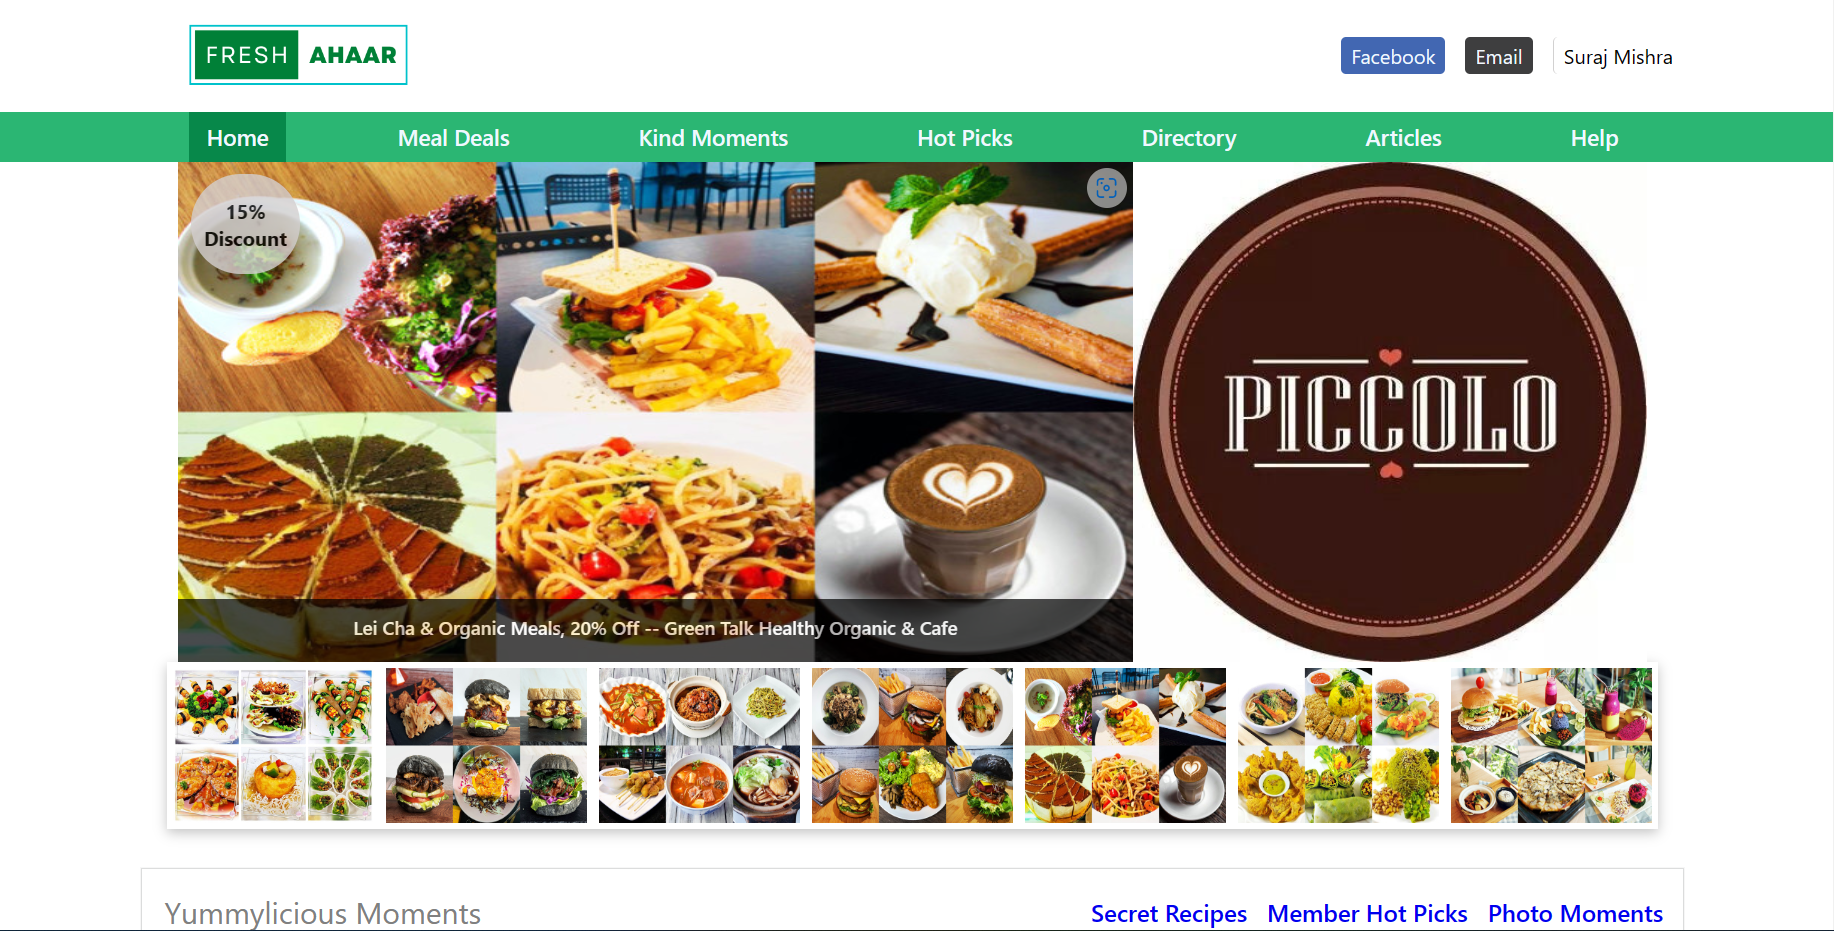 FRESH AHAAR
Facebook Email Suraj Mishra
Home Meal Deals Kind Moments Hot Picks Directory Articles Help
15%
Discount
PICCOLO
Lei Cha & Organic Meals, 20% Off -- Green Talk Healthy Organic & Cafe
Yummylicious Moments Secret Recipes Member Hot Picks Photo Moments